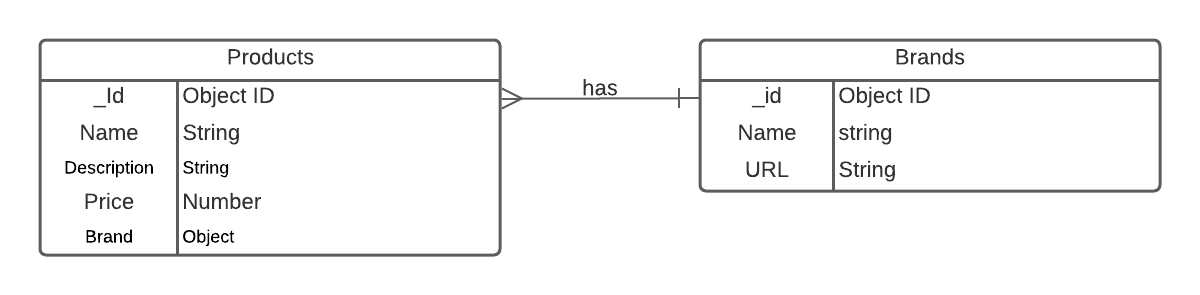 Products
_Id Object ID
Name String
Description String
Price Number
Brand Object
has
Brands
_id Object ID
Name string
URL String